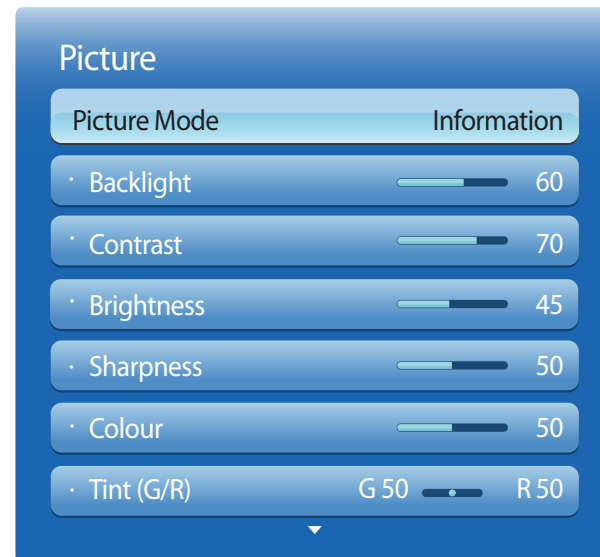 Picture
Picture Mode Information
· Backlight 60
· Contrast 70
· Brightness 45
· Sharpness 50
· Colour 50
· Tint (G/R) G 50 R 50